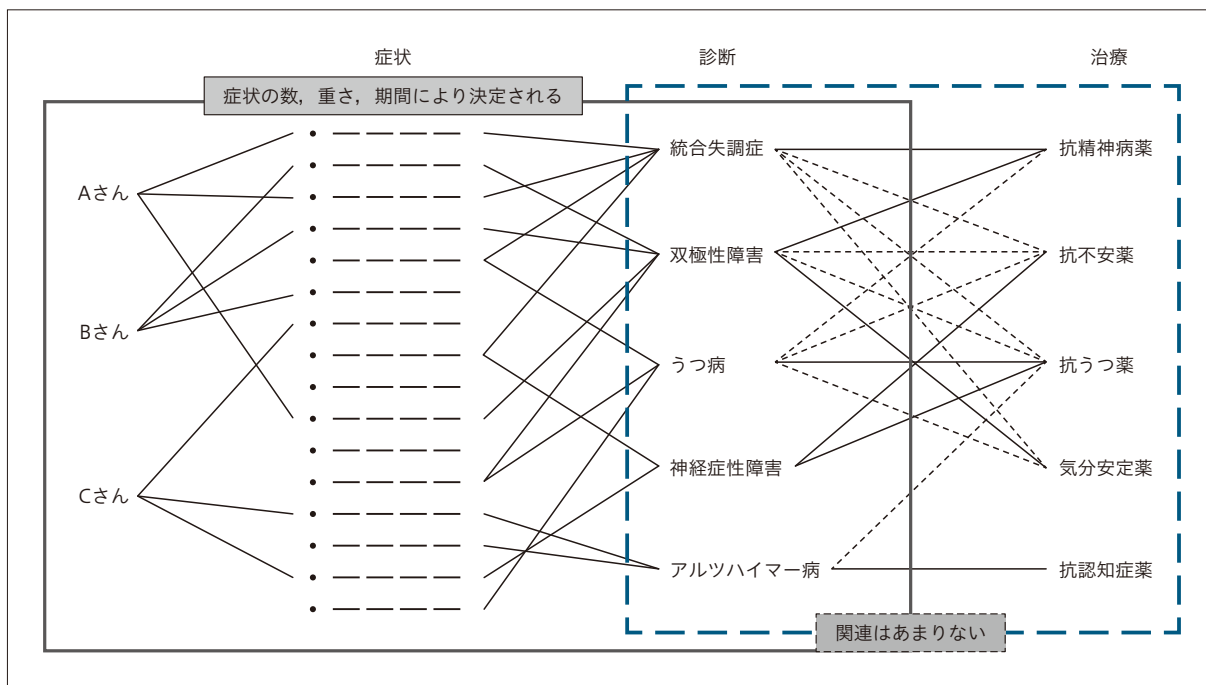 症状
診断
治療
症状の数，重さ，期間により決定される
Aさん
Bさん
Cさん
統合失調症
双極性障害
うつ病
神経症性障害
アルツハイマー病
抗精神病薬
抗不安薬
抗うつ薬
気分安定薬
抗認知症薬
関連はあまりない